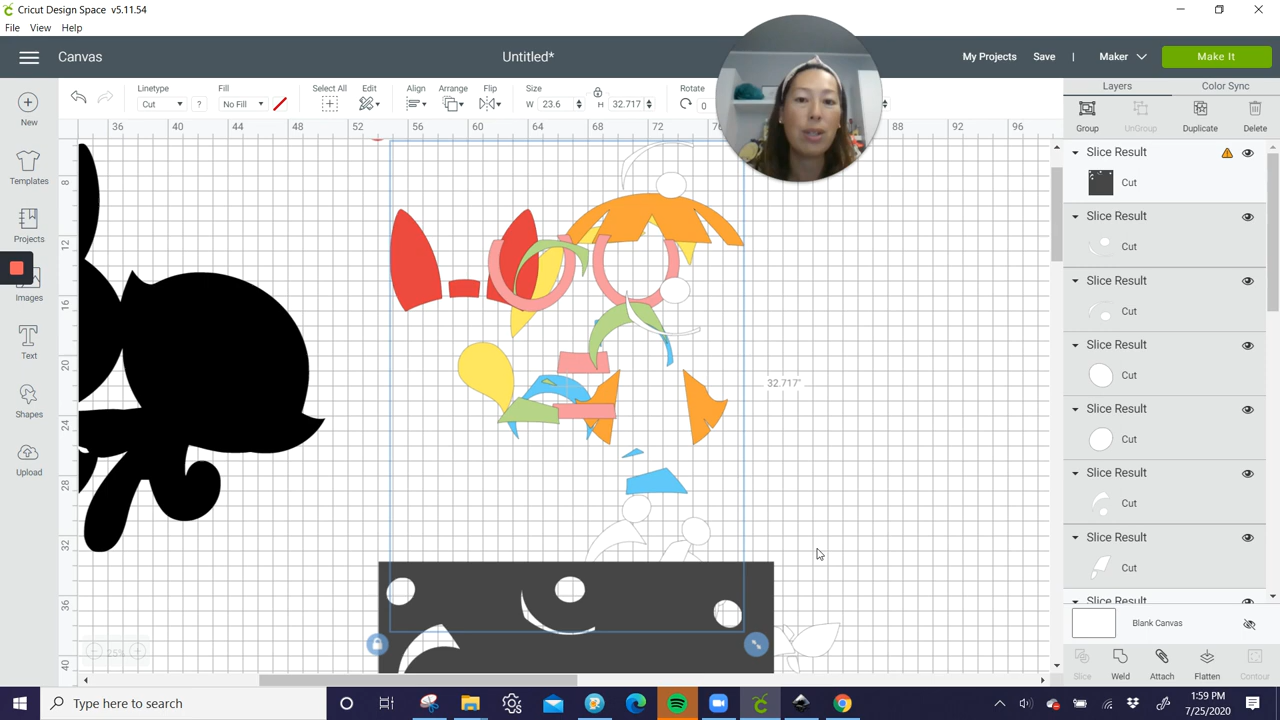 Cricut Design Space v5.11.54
File View Help
Canvas
Untitled*
My Projects Save | Maker Make It
Linetype Fill Size Rotate
Select All Edit Align Arrange Flip
Cut ? No Fill W 23.6 H 32.717 0
Layers Color Sync
Group UnGroup Duplicate Delete
36 40 44 48 52 56 60 64 68 72 76 88 92 96
8
12
16
20
24
28
32
36
40
New
Templates
Projects
Images
Text
Shapes
Upload
32.717"
25%
Slice Result
Cut
Slice Result
Cut
Slice Result
Cut
Slice Result
Cut
Slice Result
Cut
Slice Result
Cut
Slice Result
Cut
Slice Result
Blank Canvas
Slice Weld Attach Flatten Contour
Type here to search
1:59 PM
7/25/2020